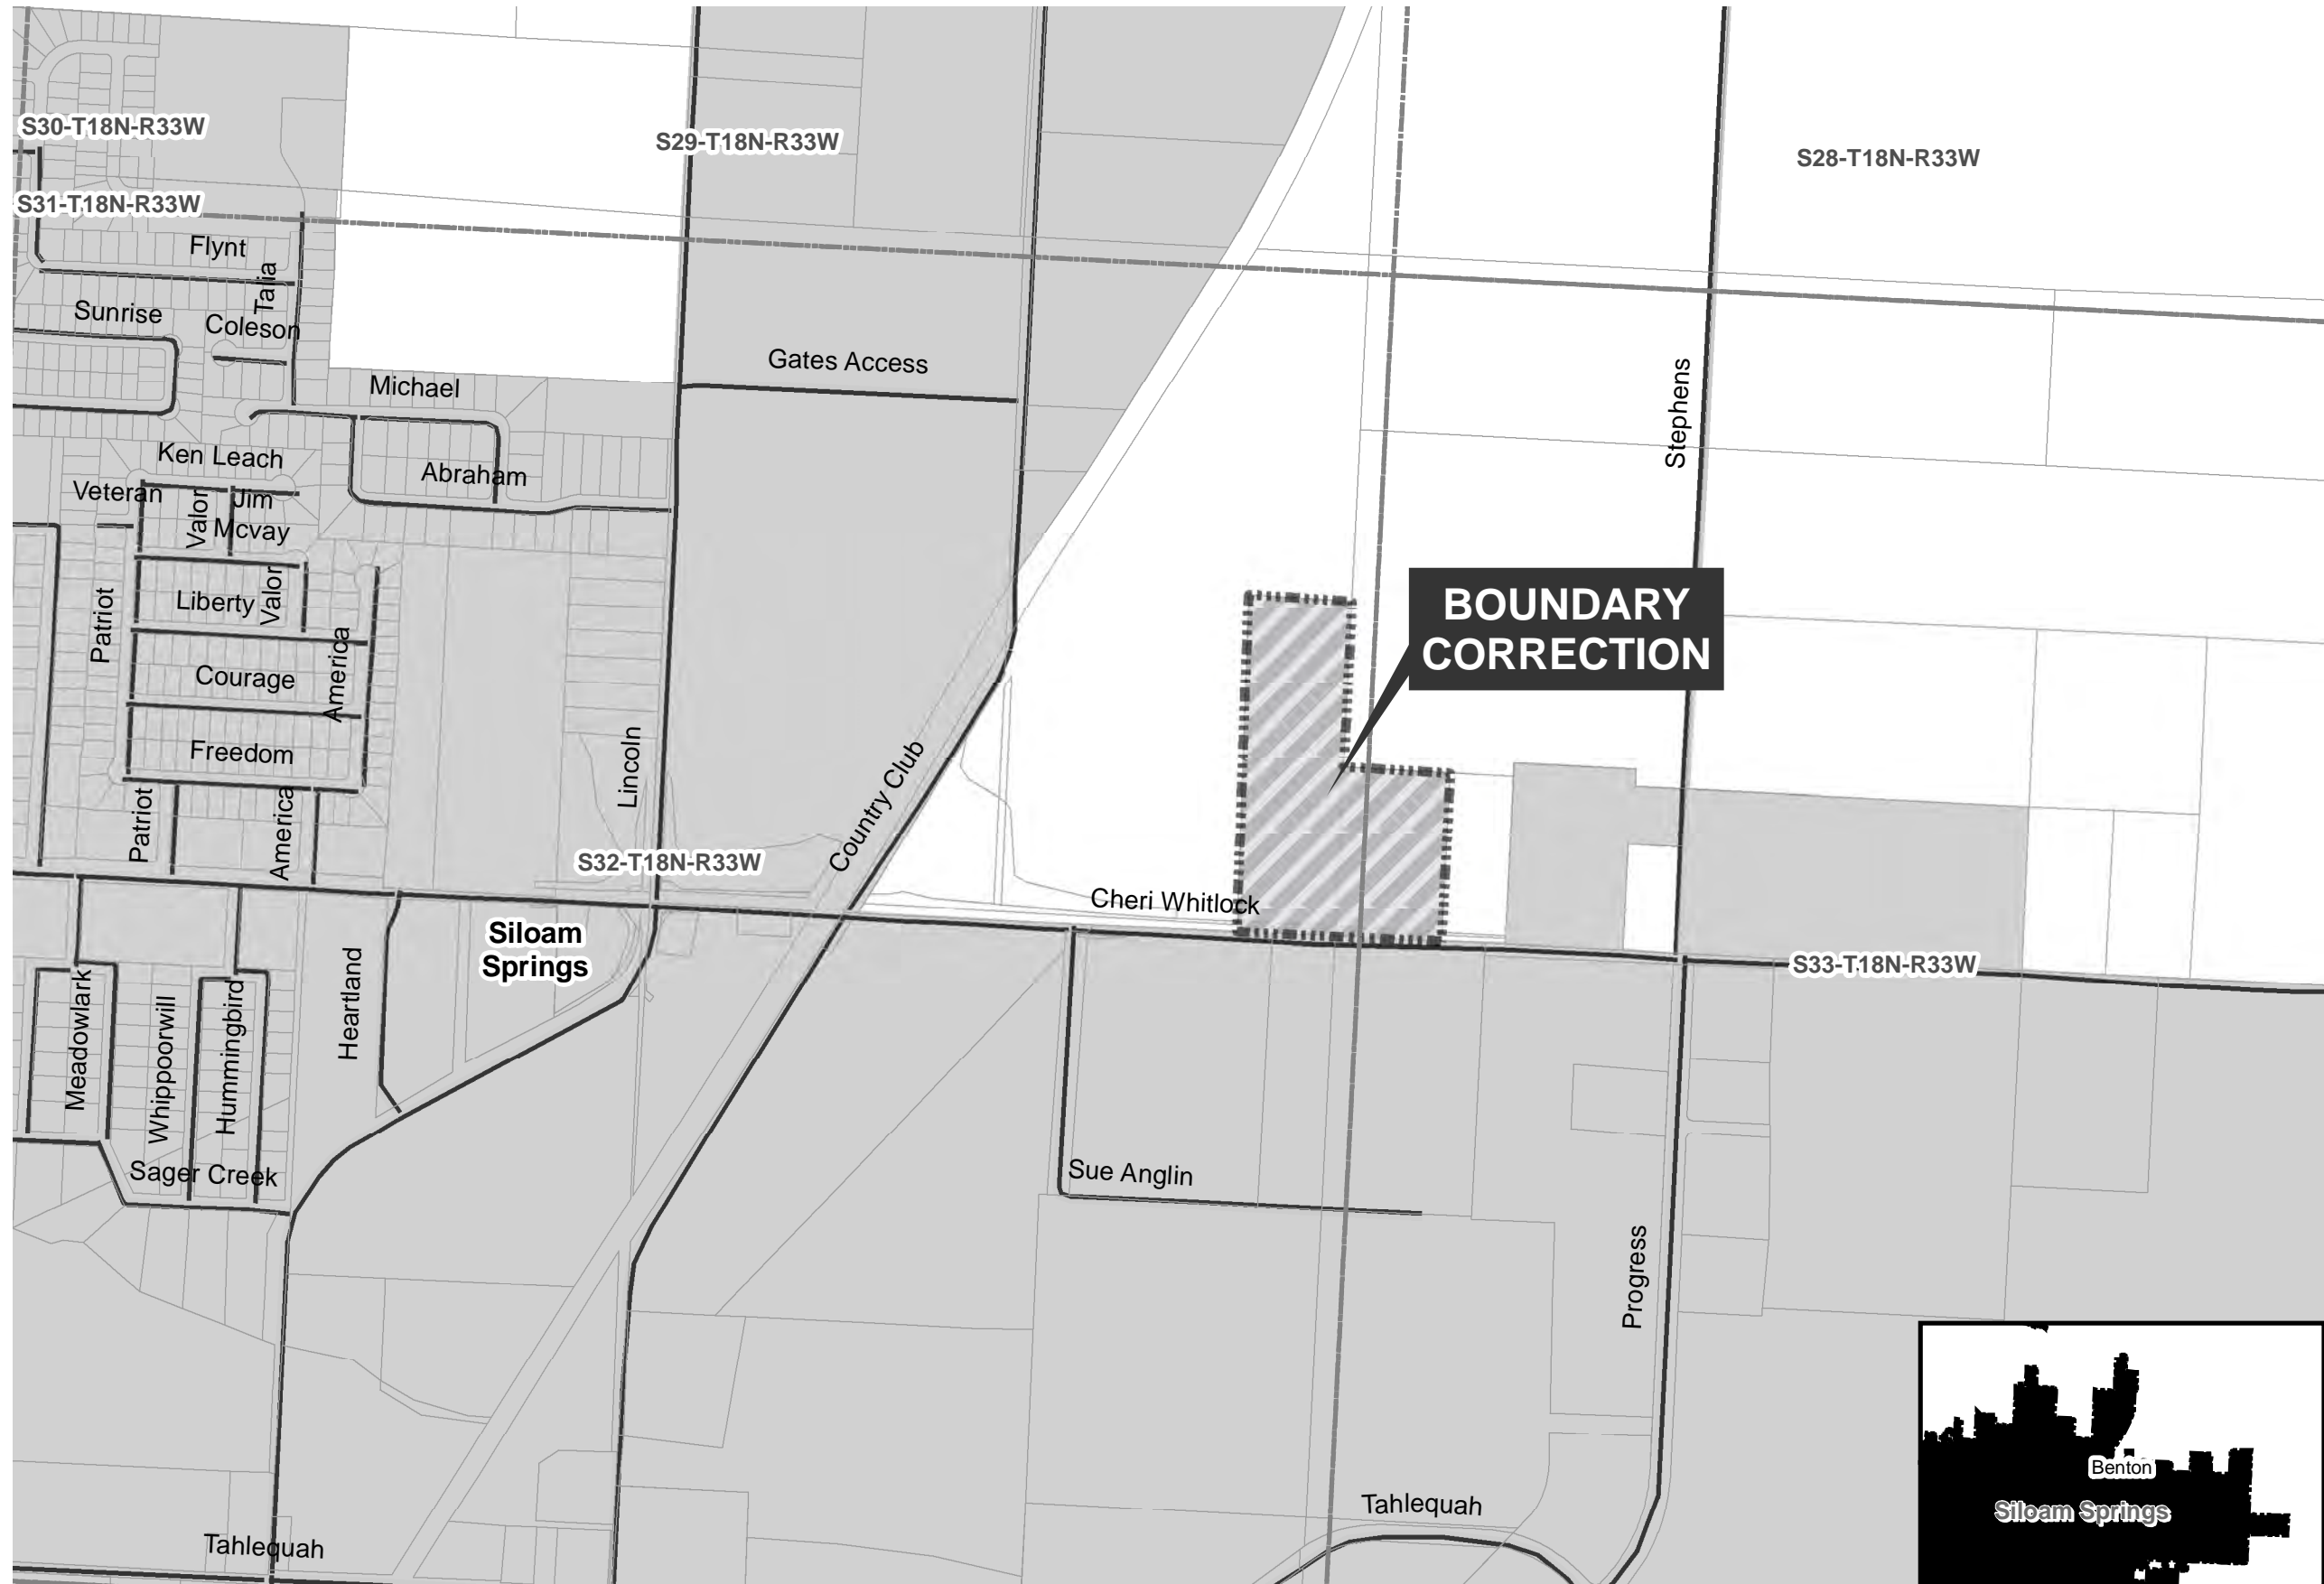 S30-T18N-R33W
S29-T18N-R33W
S28-T18N-R33W
S31-T18N-R33W
Flynt
Talia
Sunrise
Coleson
Gates Access
Michael
Stephens
Ken Leach
Abraham
Veteran
Valor
Jim
Mcvay
Patriot
Liberty
Valor
BOUNDARY
CORRECTION
Courage
America
Freedom
Lincoln
Country Club
Patriot
America
S32-T18N-R33W
Cheri Whitlock
Siloam
Springs
S33-T18N-R33W
Heartland
Meadowlark
Whippoorwill
Hummingbird
Sager Creek
Sue Anglin
Progress
Benton
Siloam Springs
Tahlequah
Tahlequah